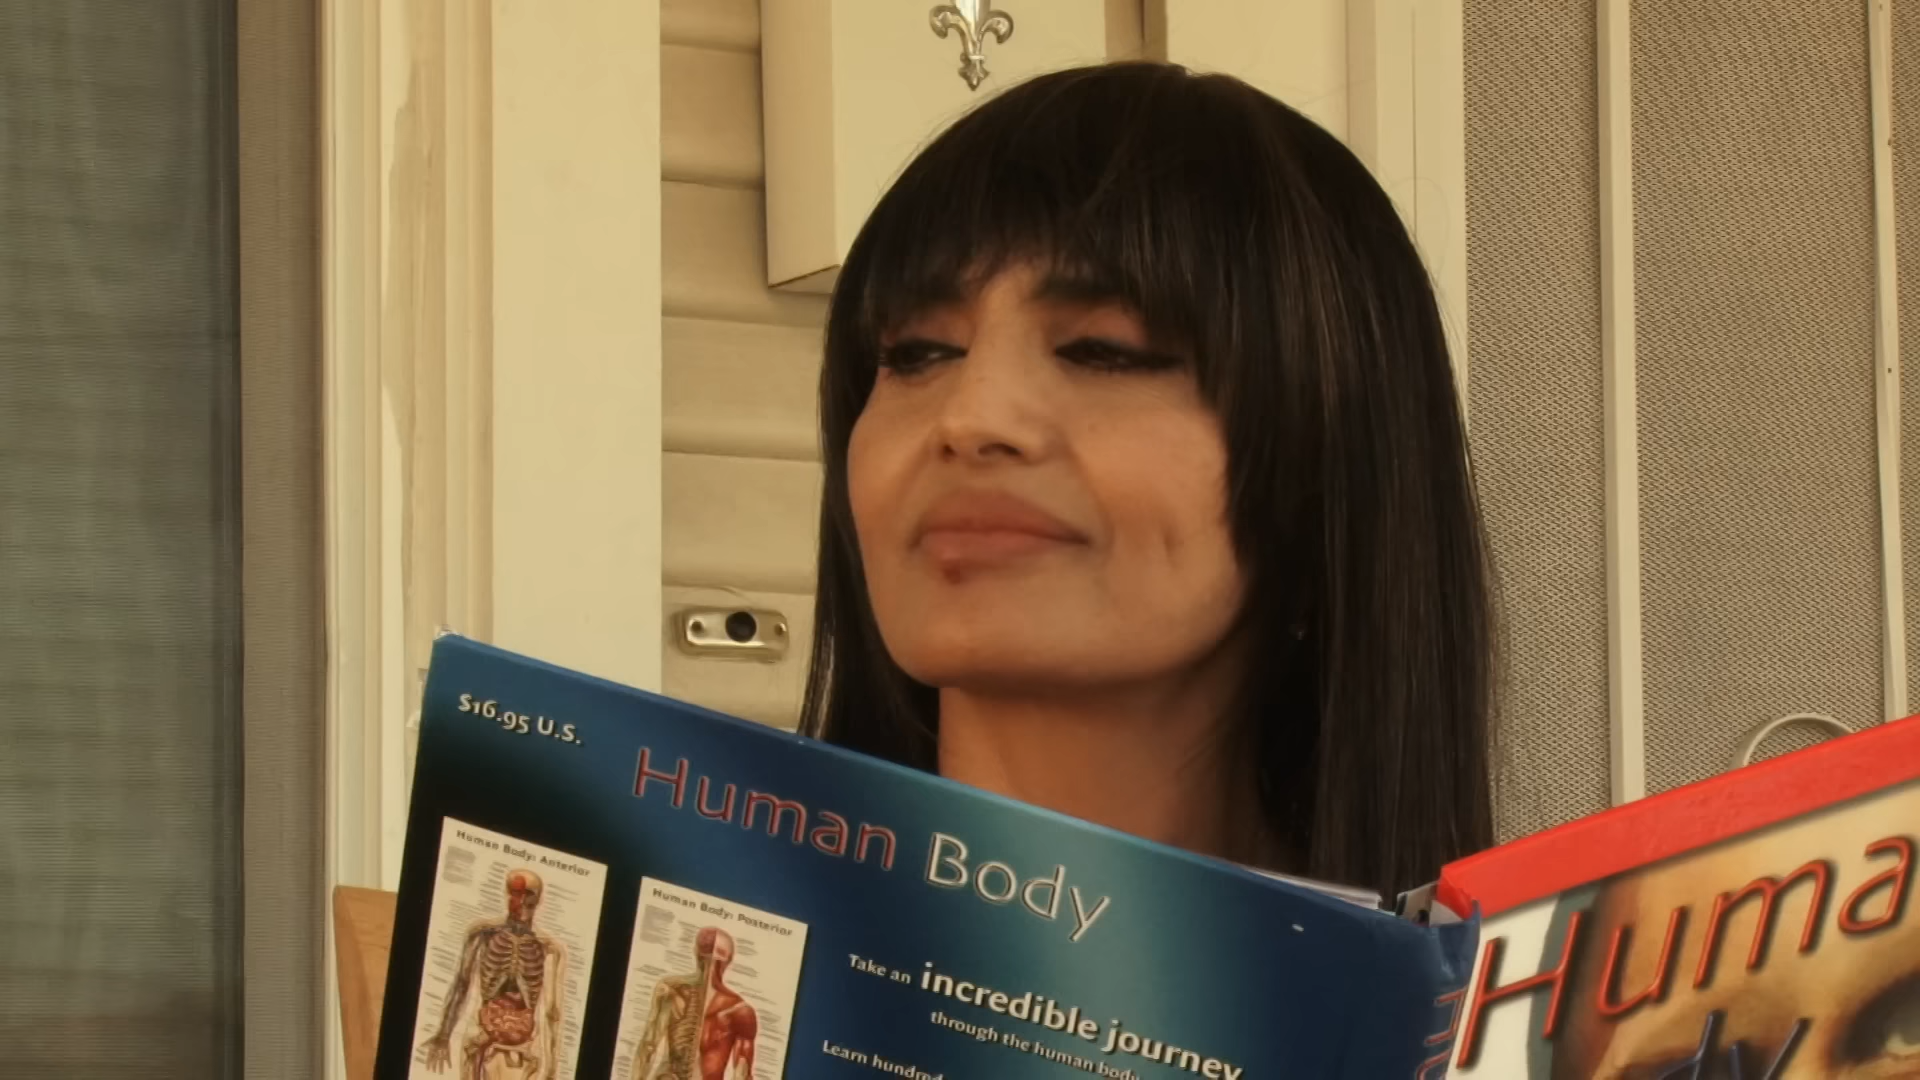 $16.95 U.S.
Human Body
Human Body: Anterior
Human Body: Posterior
Take an incredible journey
through the human body
Learn
Huma